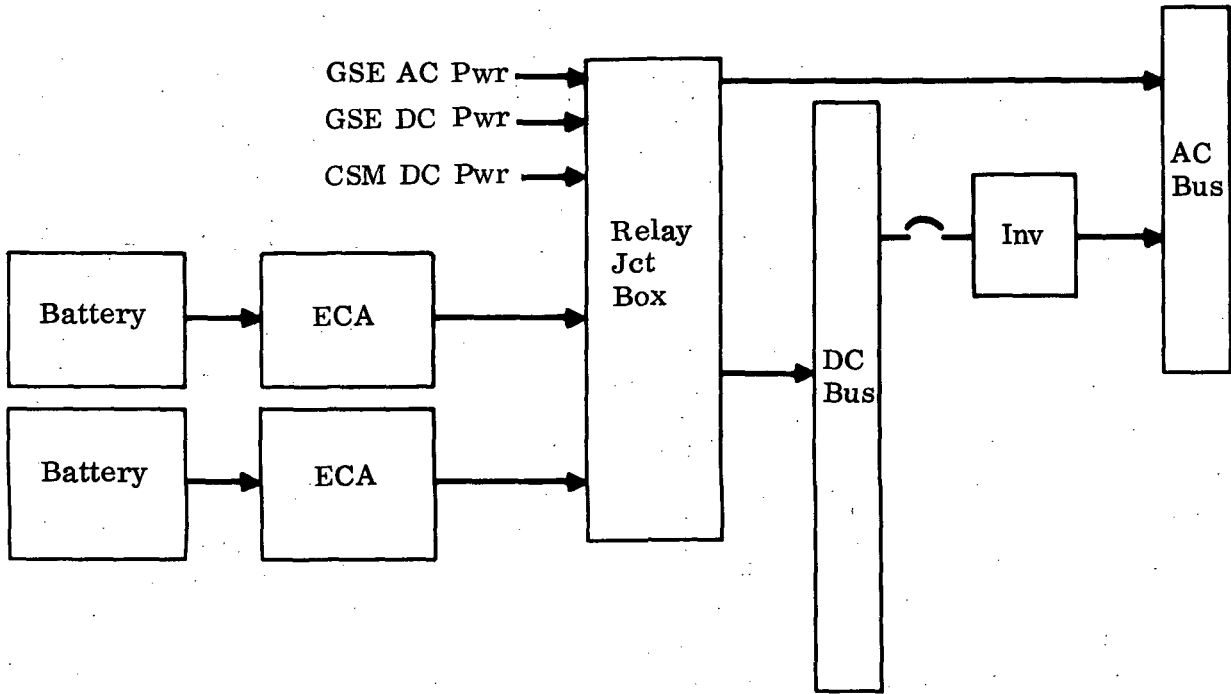 GSE AC Pwr
GSE DC Pwr
CSM DC Pwr
Battery
ECA
Battery
ECA
Relay
Jct
Box
DC
Bus
Inv
AC
Bus